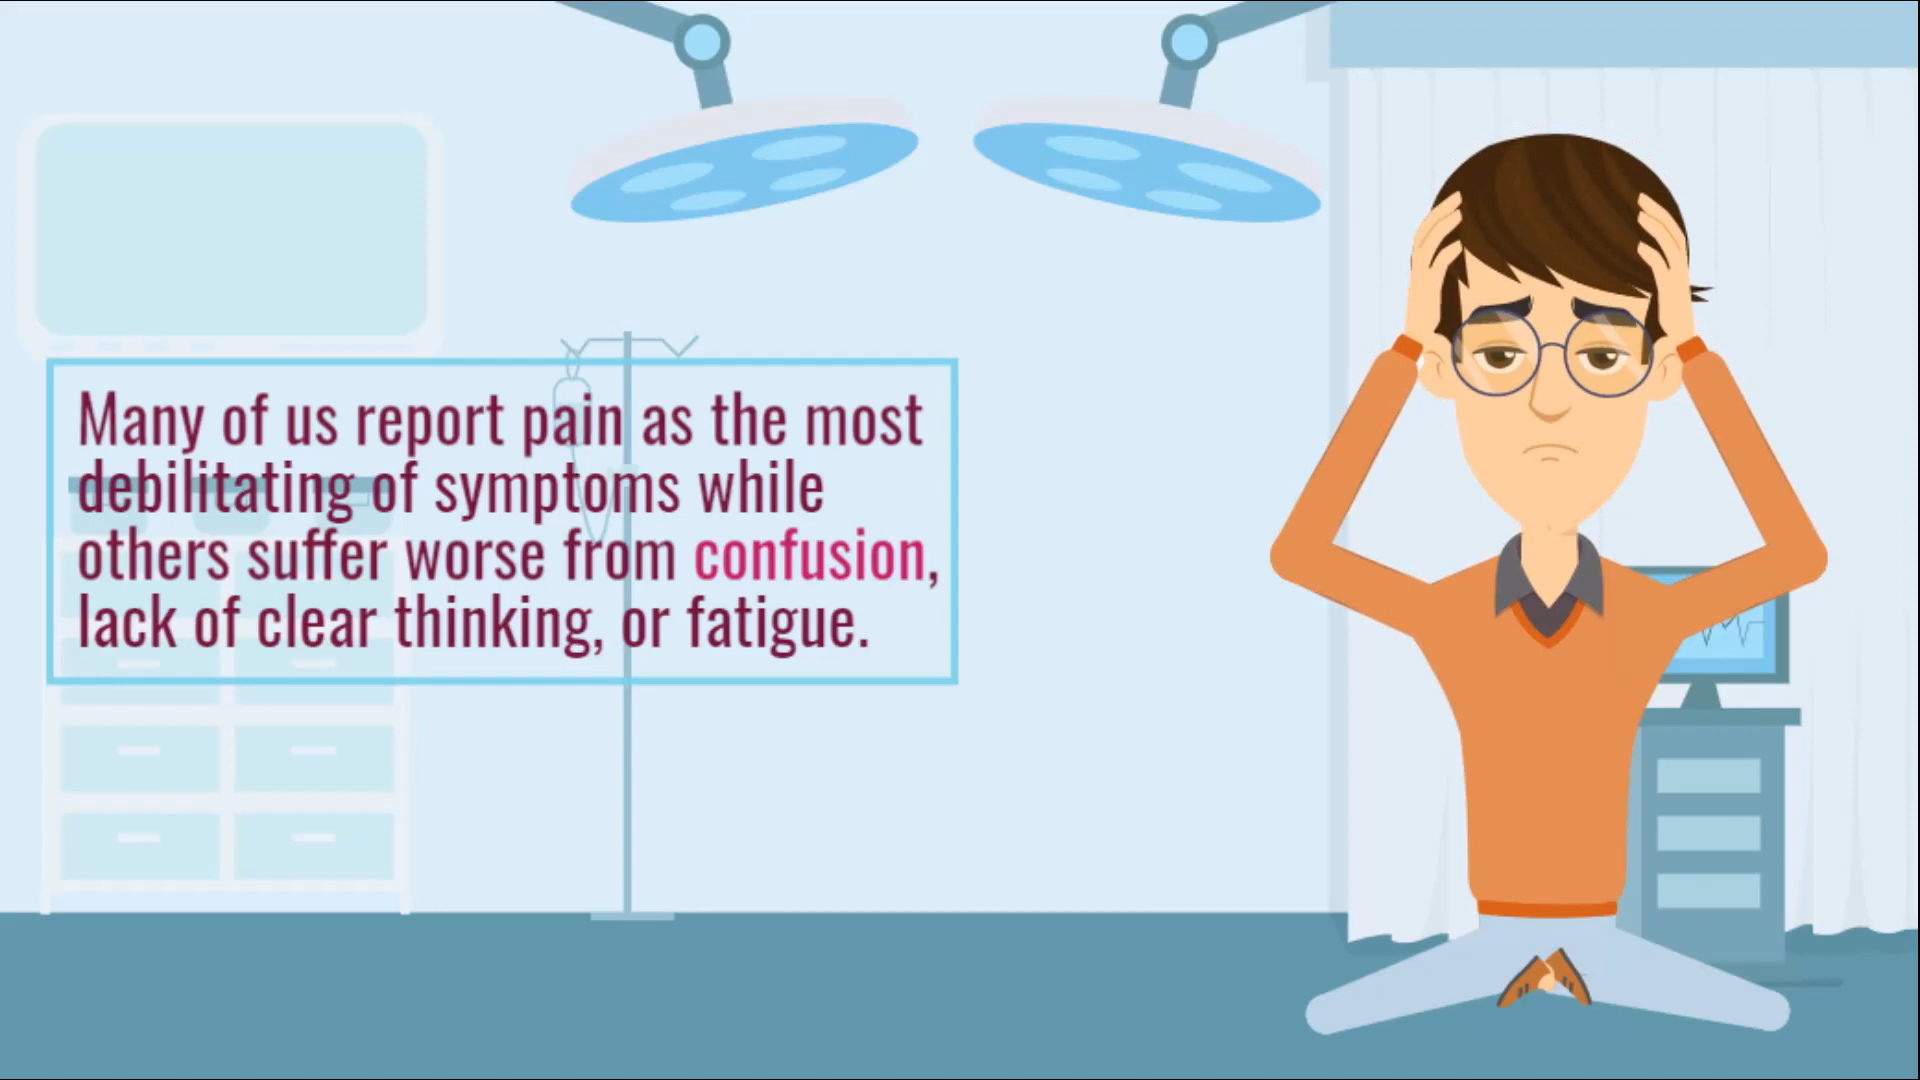 Many of us report pain as the most
debilitating of symptoms while
others suffer worse from confusion,
lack of clear thinking, or fatigue.